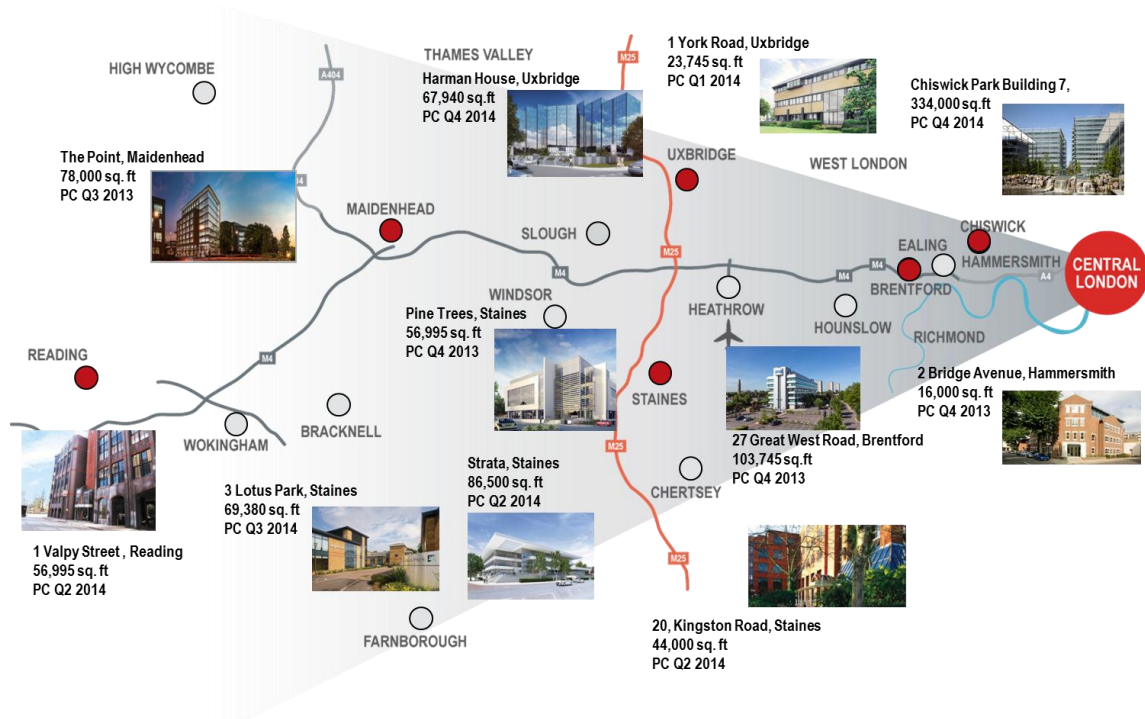 THAMES VALLEY
HIGH WYCOMBE
A404
M25
1 York Road, Uxbridge
23,745 sq. ft
PC Q1 2014
Harman House, Uxbridge
67,940 sq.ft
PC Q4 2014
Chiswick Park Building 7,
334,000 sq.ft
PC Q4 2014
The Point, Maidenhead
78,000 sq. ft
PC Q3 2013
UXBRIDGE
WEST LONDON
MAIDENHEAD
SLOUGH
M25
CHISWICK
EALING
HAMMERSMITH
CENTRAL
LONDON
M4
M4
M4
A4
BRENTFORD
WINDSOR
HEATHROW
HOUNSLOW
RICHMOND
Pine Trees, Staines
56,995 sq. ft
PC Q4 2013
READING
M4
STAINES
2 Bridge Avenue, Hammersmith
16,000 sq. ft
PC Q4 2013
WOKINGHAM
BRACKNELL
M25
27 Great West Road, Brentford
103,745 sq.ft
PC Q4 2013
Strata, Staines
86,500 sq. ft
PC Q2 2014
CHERTSEY
3 Lotus Park, Staines
69,380 sq. ft
PC Q3 2014
1 Valpy Street , Reading
56,995 sq. ft
PC Q2 2014
M25
FARNBOROUGH
20, Kingston Road, Staines
44,000 sq. ft
PC Q2 2014